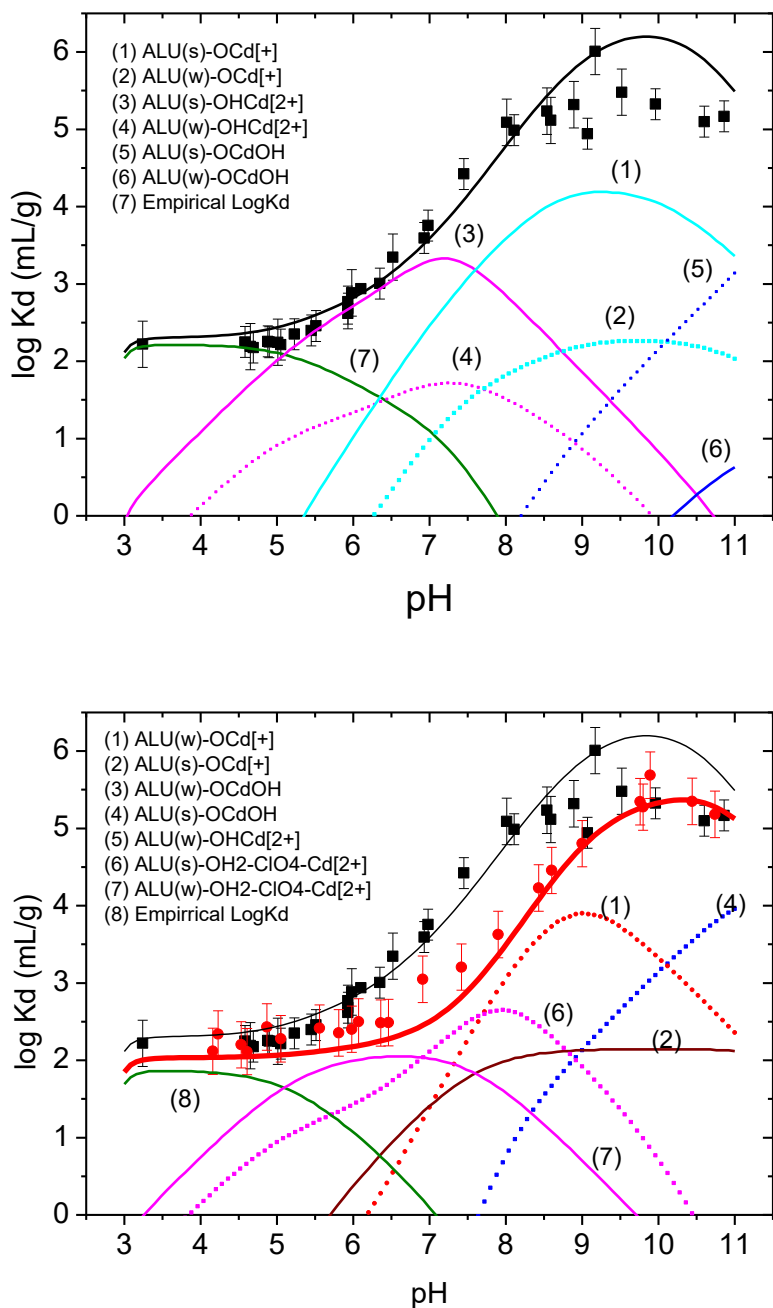 (1) ALU(s)-OCd[+]
(2) ALU(w)-OCd[+]
(3) ALU(s)-OHCd[2+]
(4) ALU(w)-OHCd[2+]
(5) ALU(s)-OCdOH
(6) ALU(w)-OCdOH
(7) Empirical LogKd
(1)
(3)
(5)
(2)
(7)
(4)
(6)
log Kd (mL/g)
6
5
4
3
2
1
0
3 4 5 6 7 8 9 10 11
pH
(1) ALU(w)-OCd[+]
(2) ALU(s)-OCd[+]
(3) ALU(w)-OCdOH
(4) ALU(s)-OCdOH
(5) ALU(w)-OHCd[2+]
(6) ALU(s)-OH2-ClO4-Cd[2+]
(7) ALU(w)-OH2-ClO4-Cd[2+]
(8) Empirrical LogKd
(1)
(4)
(6)
(2)
(8)
(7)
log Kd (mL/g)
6
5
4
3
2
1
0
3 4 5 6 7 8 9 10 11
pH